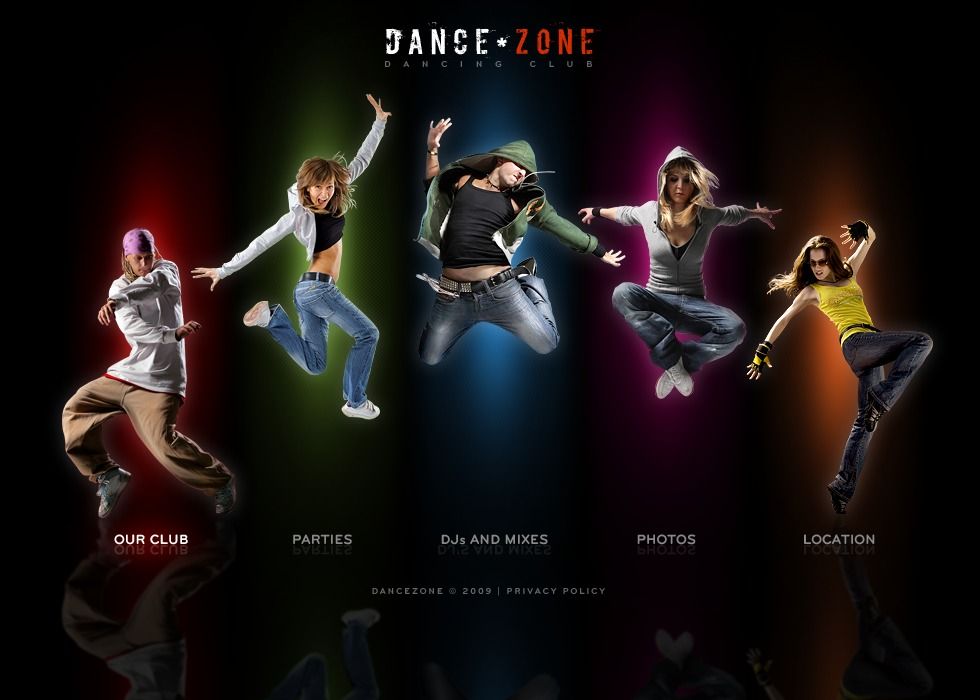 DANCE*ZONE
DANCING CLUB
OUR CLUB
PARTIES
DJs AND MIXES
PHOTOS
LOCATION
DANCEZONE © 2009 | PRIVACY POLICY